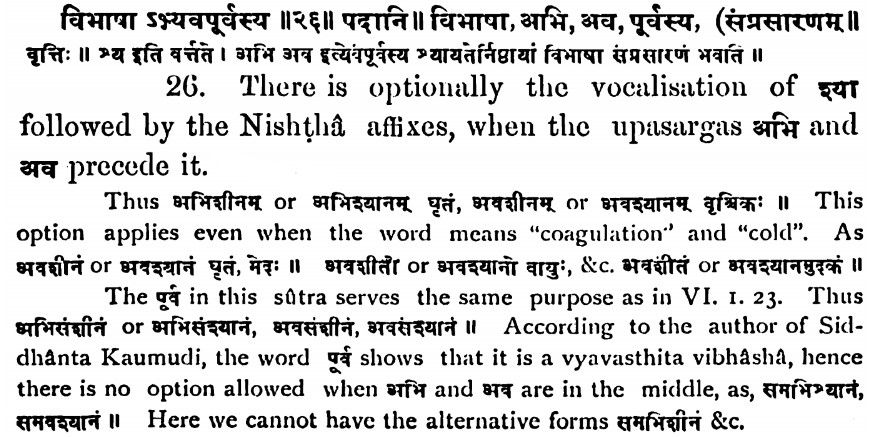 विभाषा ऽभ्यवपूर्वस्य ॥२६॥ पदानि॥ विभाषा, अभि, अव, पूर्वस्य, (संप्रसारणम्॥
वृत्तिः ॥ श्य इति वर्त्तते । अभि अव इत्येवंपूर्वस्य श्यायतेर्निष्ठायां विभाषा संप्रसारणं भवति ॥
26. There is optionally the vocalisation of श्या
followed by the Nishṭhâ affixes, when the upasargas अभि and
अव precede it.
Thus अभिशीनम् or अभिश्यानम् घृतं, अवशीनम् or अवश्यानम् वृश्चिकः ॥ This
option applies even when the word means “coagulation” and “cold”. As
अवशीनं or अवश्यानं घृतं, मेदः ॥ अवशीतो or अवश्यानो वायुः, &c. अवशीतं or अवश्यानमुदकं ॥
The पूर्व in this sûtra serves the same purpose as in VI. 1. 23. Thus
अभिसंशीनं or अभिसंश्यानं, अवसंशीनं, अवसंश्यानं ॥ According to the author of Sid-
dhânta Kaumudi, the word पूर्व shows that it is a vyavasthita vibhâshâ, hence
there is no option allowed when अभि and अव are in the middle, as, समभिश्यानं,
समवश्यानं ॥ Here we cannot have the alternative forms समभिशीनं &c.